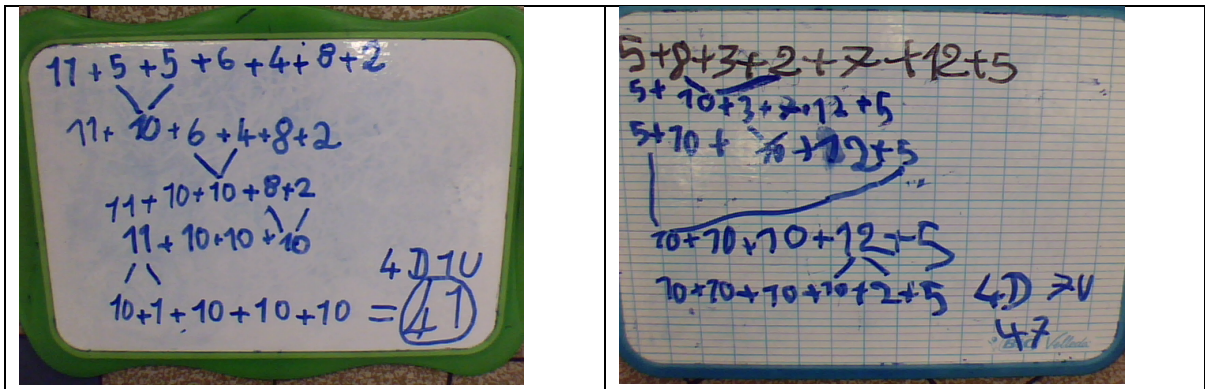 11 + 5 + 5 + 6 + 4 + 8 + 2
11 + 10 + 6 + 4 + 8 + 2
11 + 10 + 10 + 8 + 2
11 + 10 + 10 + 10
4 D 1 U
10 + 1 + 10 + 10 + 10 = 41
5 + 8 + 3 + 2 + 7 + 12 + 5
5 + 10 + 3 + 7 + 12 + 5
5 + 10 + 10 + 12 + 5
10 + 10 + 10 + 12 + 5
10 + 10 + 10 + 10 + 2 + 5 4D 7U
47
Velleda